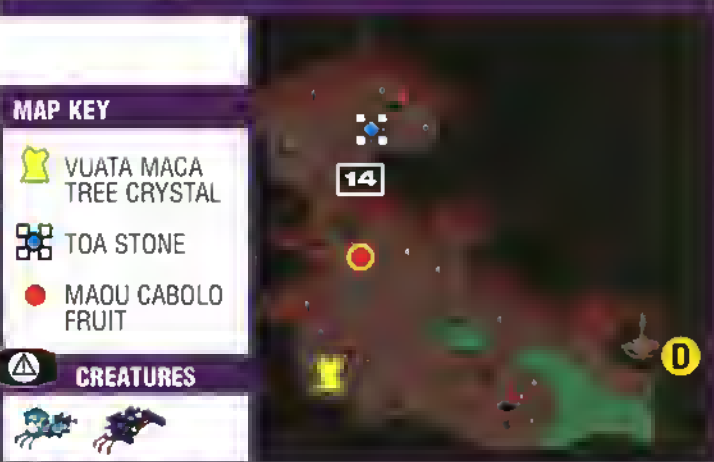 MAP KEY
VUATA MACA
TREE CRYSTAL
TOA STONE
MAOU CABOLO
FRUIT
CREATURES
14
D